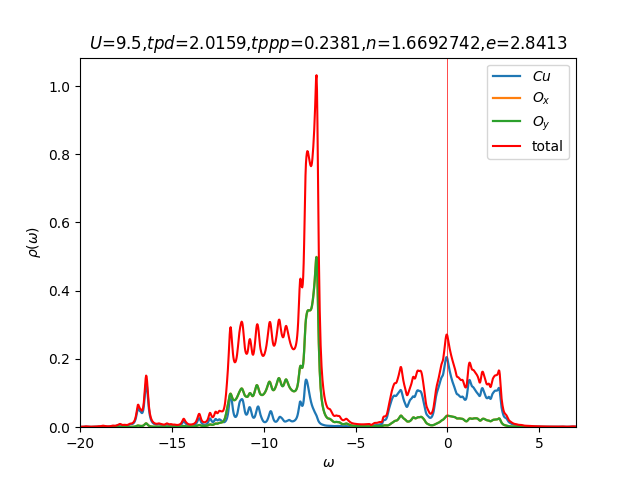 U=9.5,tpd=2.0159,tppp=0.2381,n=1.6692742,e=2.8413
1.0
0.8
0.6
0.4
0.2
0.0
ρ(ω)
Cu
Oₓ
O_y
total
−20
−15
−10
−5
0
5
ω